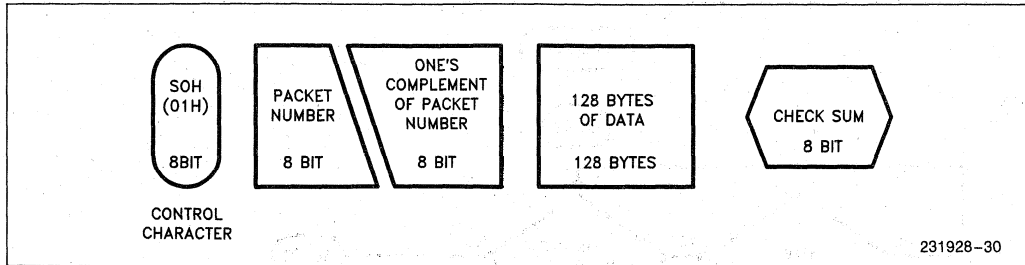 SOH
(01H)
8BIT
PACKET
NUMBER
8 BIT
ONE'S
COMPLEMENT
OF PACKET
NUMBER
8 BIT
128 BYTES
OF DATA
128 BYTES
CHECK SUM
8 BIT
CONTROL
CHARACTER
231928-30